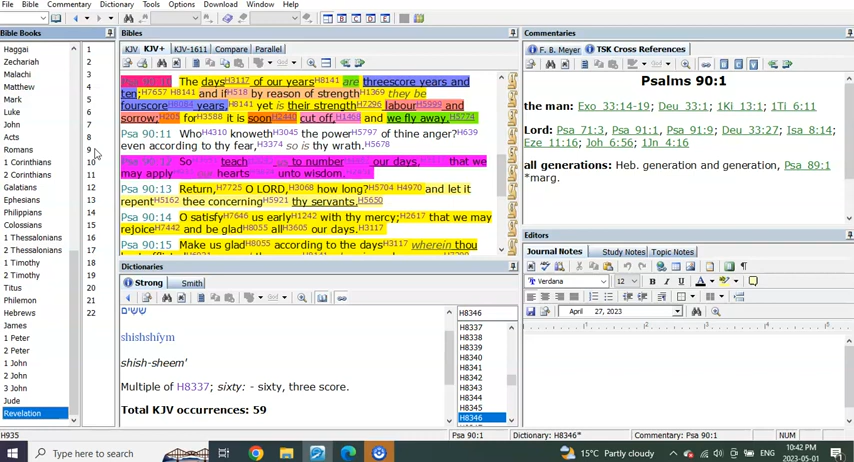 File Bible Commentary Dictionary Tools Options Download Window Help
Bible Books
Haggai
Zechariah
Malachi
Matthew
Mark
Luke
John
Acts
Romans
1 Corinthians
2 Corinthians
Galatians
Ephesians
Philippians
Colossians
1 Thessalonians
2 Thessalonians
1 Timothy
2 Timothy
Titus
Philemon
Hebrews
James
1 Peter
2 Peter
1 John
2 John
3 John
Jude
Revelation
1
2
3
4
5
6
7
8
9
10
11
12
13
14
15
16
17
18
19
20
21
22
Bibles
KJV KJV+ KJV-1611 Compare Parallel
Psa 90:10 The days H3117 of our years H8141 are threescore years and
ten; H7657 and if H518 by reason of strength H1369 they be
fourscore H8084 years, H8141 yet is their strength H7296 labour H5999 and
sorrow; H205 for H3588 it is soon H2440 cut off, H1468 and we fly away. H5774
Psa 90:11 Who H4310 knoweth H3045 the power H5797 of thine anger? H639
even according to thy fear, H3374 so is thy wrath. H5678
Psa 90:12 So teach us to number our days, that we
may apply our hearts unto wisdom.
Psa 90:13 Return, H7725 O LORD, H3068 how long? H5704 H4970 and let it
repent H5162 thee concerning H5921 thy servants. H5650
Psa 90:14 O satisfy H7646 us early H1242 with thy mercy; H2617 that we may
rejoice H7442 and be glad H8055 all H3605 our days. H3117
Psa 90:15 Make us glad H8055 according to the days H3117 wherein thou
Dictionaries
Strong Smith
ששּׁים
shishshı̂ym
shish-sheem'
Multiple of H8337; sixty: - sixty, three score.
Total KJV occurrences: 59
H8346
H8337
H8338
H8339
H8340
H8341
H8342
H8343
H8344
H8345
H8346
Commentaries
F. B. Meyer TSK Cross References
Psalms 90:1
the man: Exo 33:14-19; Deu 33:1; 1Ki 13:1; 1Ti 6:11
Lord: Psa 71:3, Psa 91:1, Psa 91:9; Deu 33:27; Isa 8:14;
Eze 11:16; Joh 6:56; 1Jn 4:16
all generations: Heb. generation and generation, Psa 89:1
*marg.
Editors
Journal Notes Study Notes Topic Notes
Verdana 12 B I U A
April 27, 2023
H935 Psa 90:1 Dictionary: H8346* Commentary: Psa 90:1 NUM
Type here to search 15°C Partly cloudy ENG 10:42 PM
2023-05-01